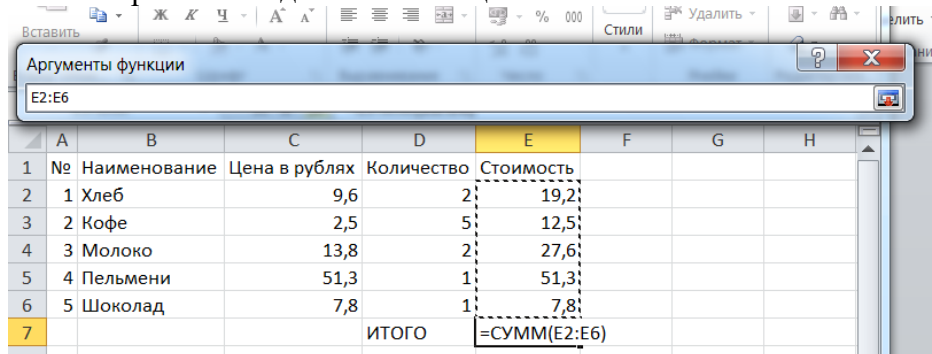 Вставить Ж К Ч A A % 000 Стили Удалить
Аргументы функции
E2:E6
A B C D E F G H
1 № Наименование Цена в рублях Количество Стоимость
2 1 Хлеб 9,6 2 19,2
3 2 Кофе 2,5 5 12,5
4 3 Молоко 13,8 2 27,6
5 4 Пельмени 51,3 1 51,3
6 5 Шоколад 7,8 1 7,8
7 ИТОГО =СУММ(E2:E6)